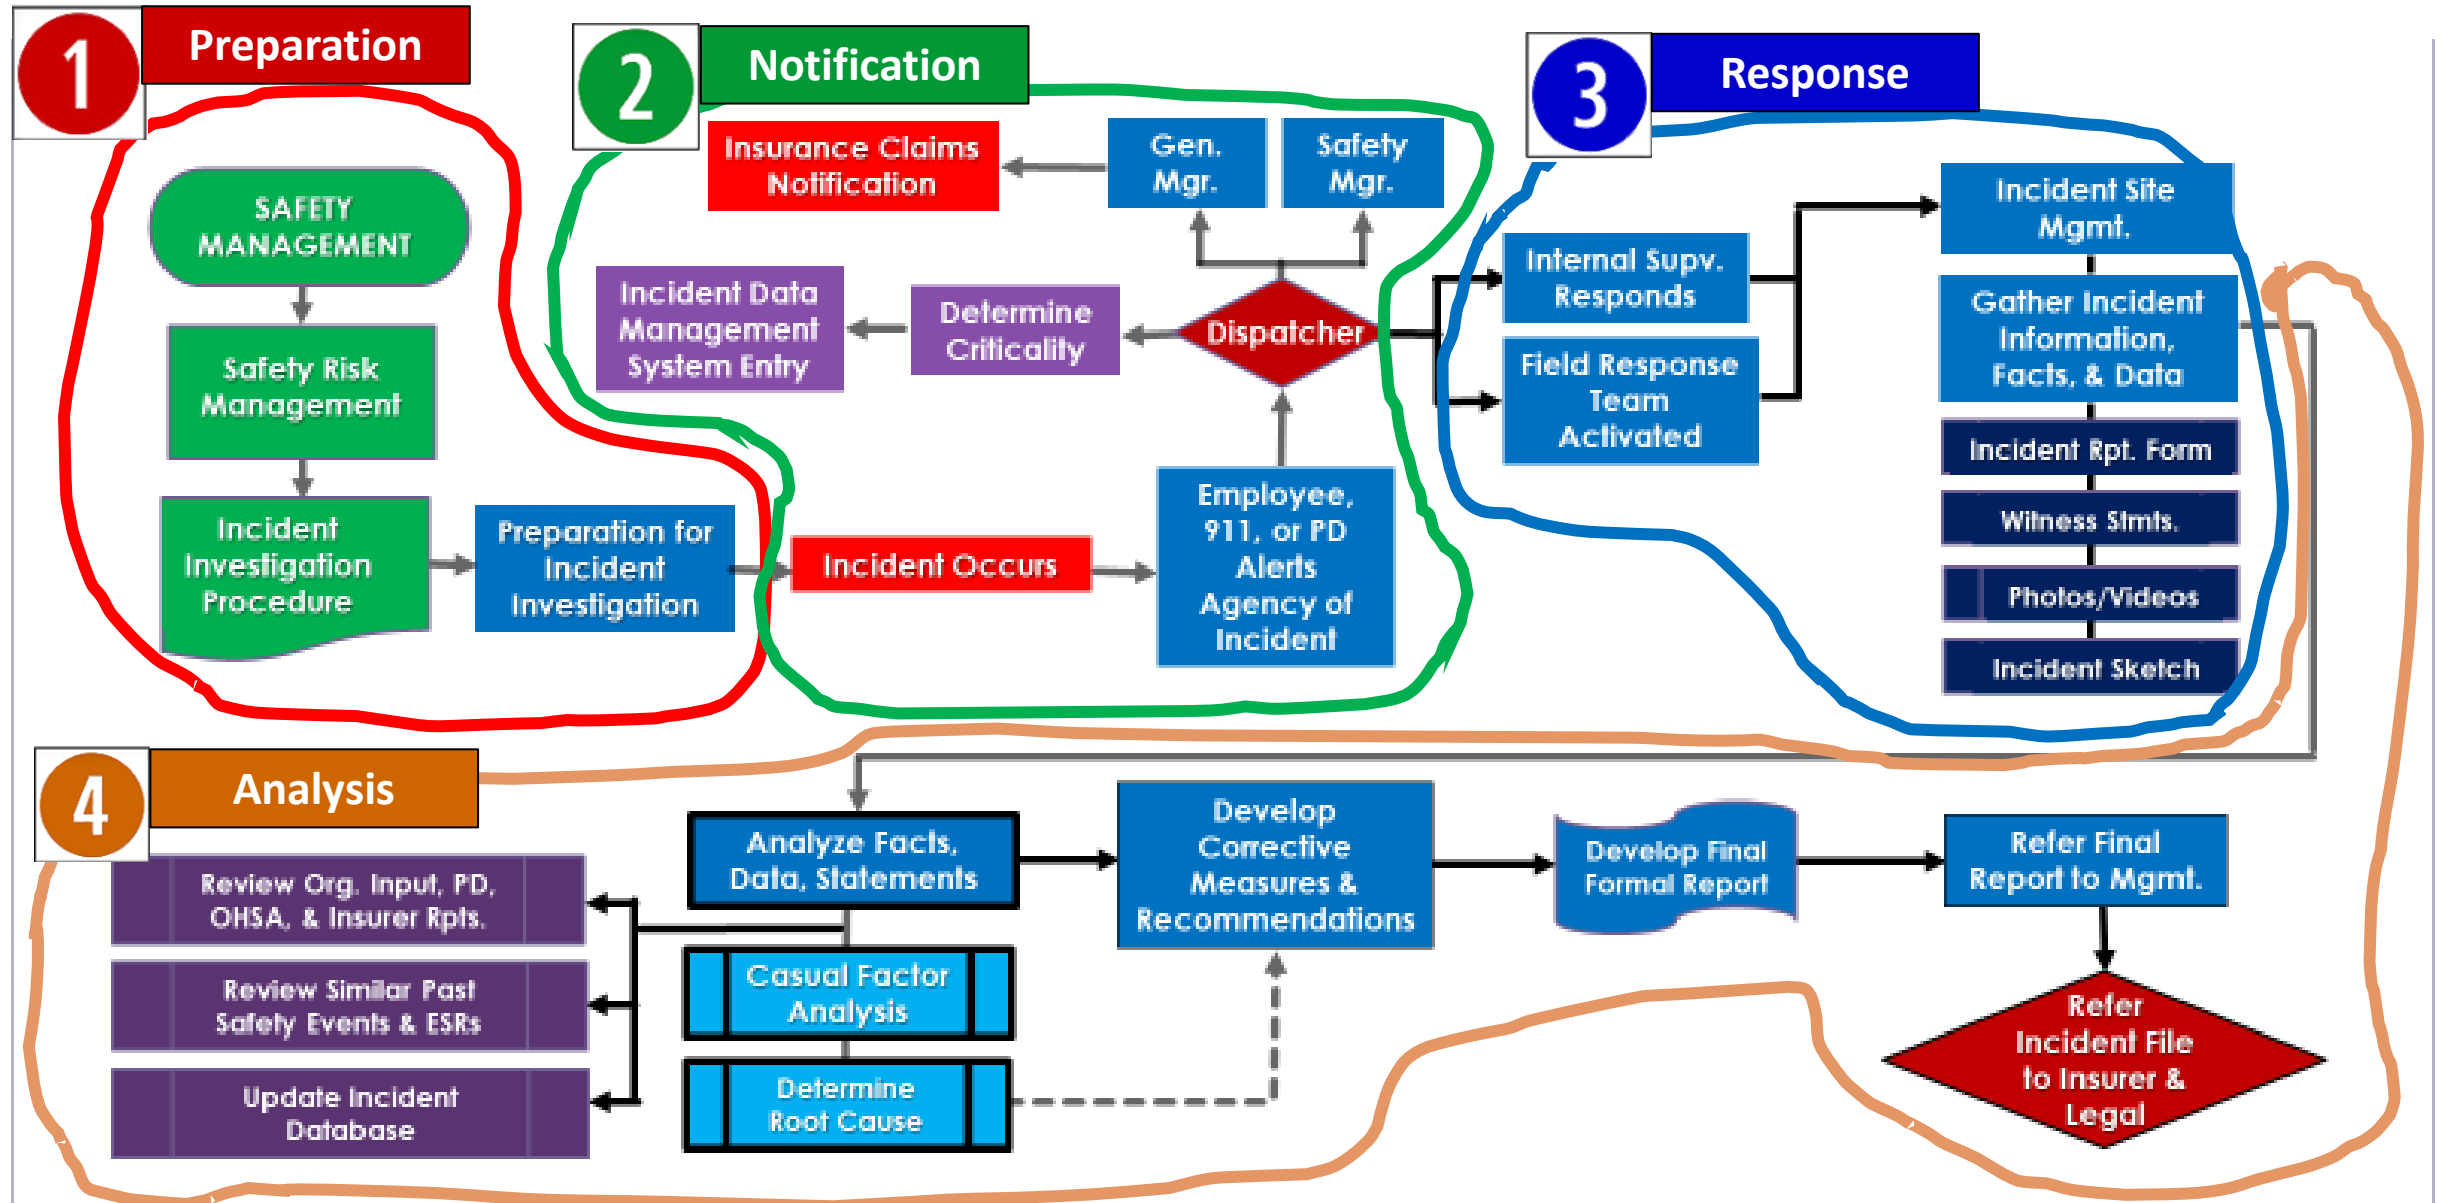 1
Preparation
SAFETY
MANAGEMENT
Safety Risk
Management
Incident
Investigation
Procedure
Preparation for
Incident
Investigation
2
Notification
Insurance Claims
Notification
Gen.
Mgr.
Safety
Mgr.
Incident Data
Management
System Entry
Determine
Criticality
Dispatcher
Incident Occurs
Employee,
911, or PD
Alerts
Agency of
Incident
3
Response
Internal Supv.
Responds
Field Response
Team
Activated
Incident Site
Mgmt.
Gather Incident
Information,
Facts, & Data
Incident Rpt. Form
Witness Stmts.
Photos/Videos
Incident Sketch
4
Analysis
Review Org. Input, PD,
OHSA, & Insurer Rpts.
Review Similar Past
Safety Events & ESRs
Update Incident
Database
Analyze Facts,
Data, Statements
Casual Factor
Analysis
Determine
Root Cause
Develop
Corrective
Measures &
Recommendations
Develop Final
Formal Report
Refer Final
Report to Mgmt.
Refer
Incident File
to Insurer &
Legal